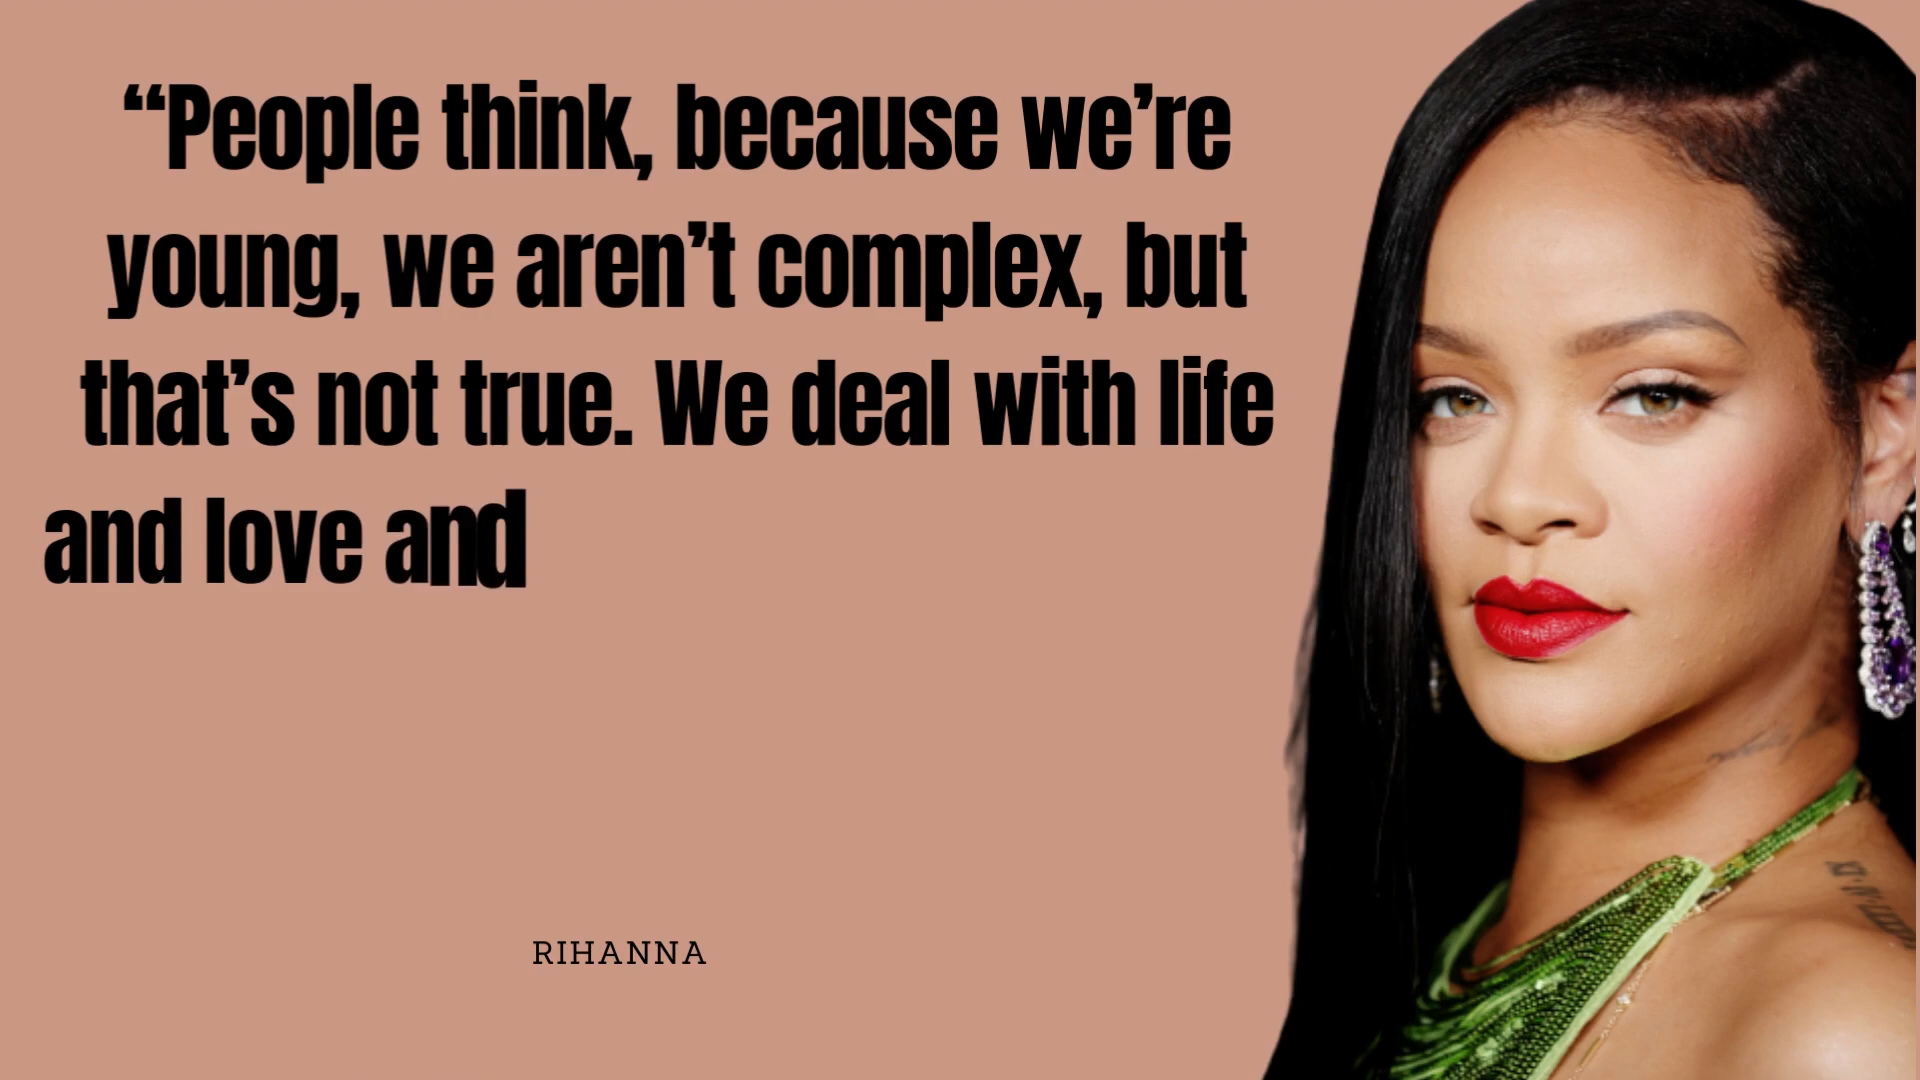 “People think, because we’re
young, we aren’t complex, but
that’s not true. We deal with life
and love and
RIHANNA